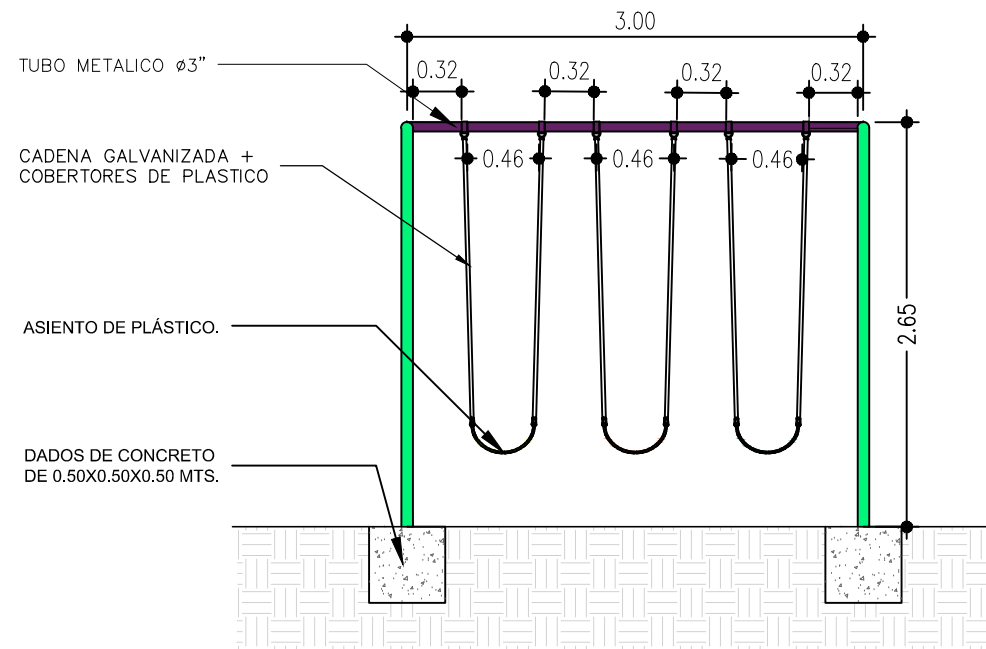 3.00
TUBO METALICO ø3”
0.32
0.32
0.32
0.32
CADENA GALVANIZADA +
COBERTORES DE PLASTICO
0.46
0.46
0.46
ASIENTO DE PLÁSTICO.
2.65
DADOS DE CONCRETO
DE 0.50X0.50X0.50 MTS.